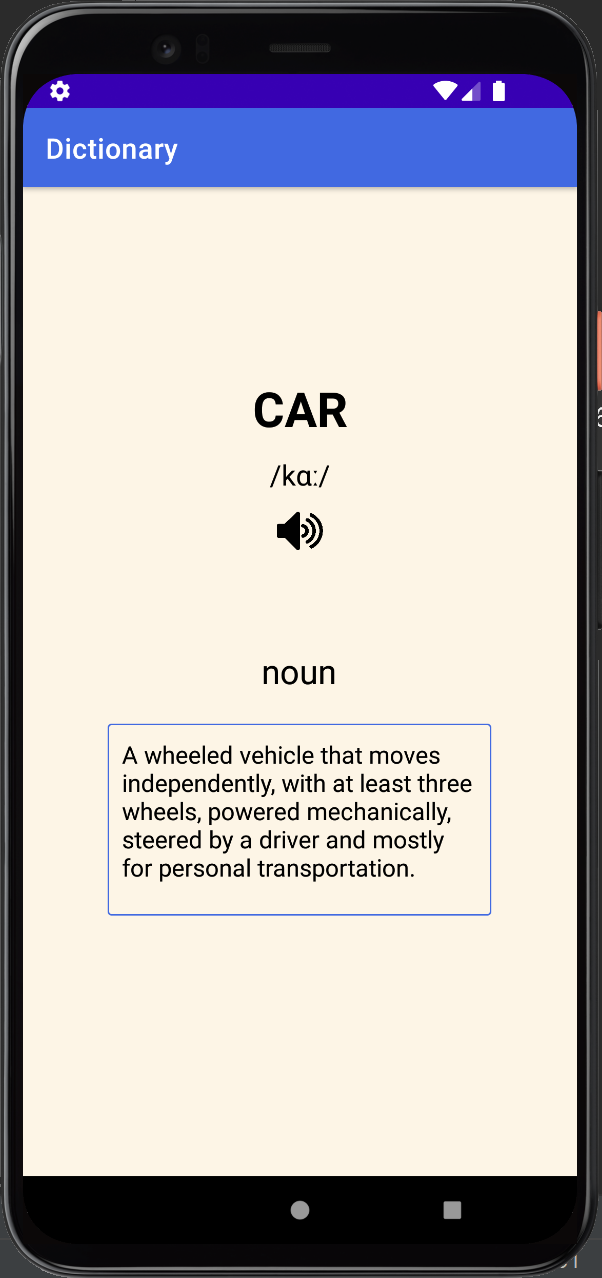 Dictionary
CAR
/kɑː/
noun
A wheeled vehicle that moves
independently, with at least three
wheels, powered mechanically,
steered by a driver and mostly
for personal transportation.